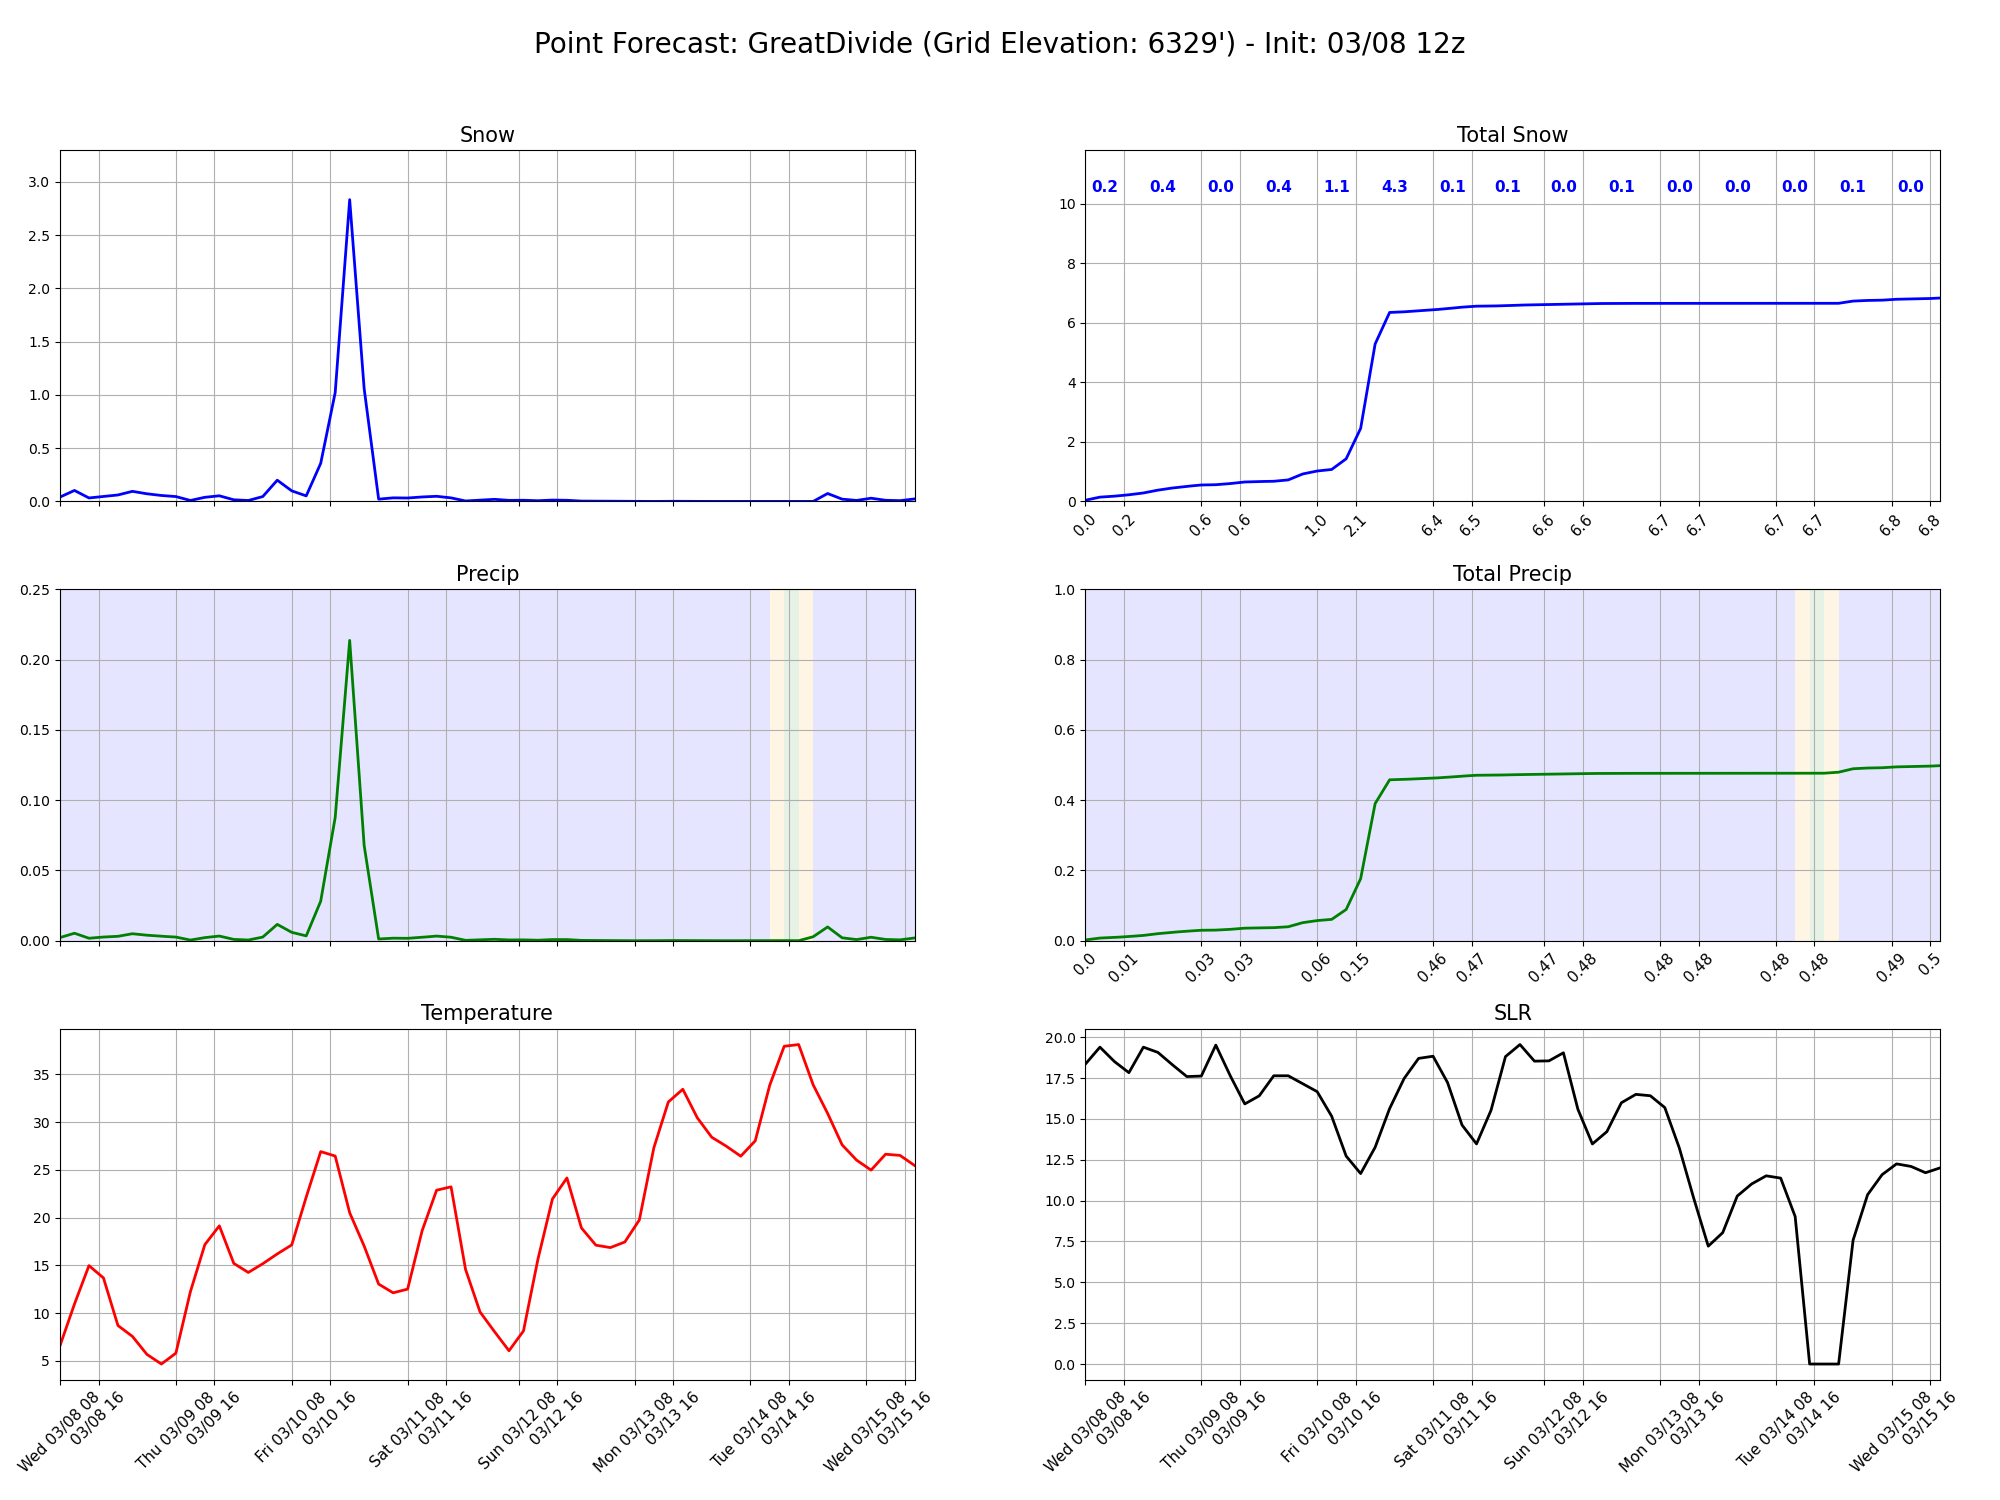 Point Forecast: GreatDivide (Grid Elevation: 6329') - Init: 03/08 12z
Snow
3.0
2.5
2.0
1.5
1.0
0.5
0.0
Total Snow
0.2 0.4 0.0 0.4 1.1 4.3 0.1 0.1 0.0 0.1 0.0 0.0 0.0 0.1 0.0
10
8
6
4
2
0
0.0 0.2 0.6 0.6 1.0 2.1 6.4 6.5 6.6 6.6 6.7 6.7 6.7 6.7 6.8 6.8
Precip
0.25
0.20
0.15
0.10
0.05
0.00
Total Precip
1.0
0.8
0.6
0.4
0.2
0.0
0.0 0.01 0.03 0.03 0.06 0.15 0.46 0.47 0.47 0.48 0.48 0.48 0.48 0.48 0.49 0.5
Temperature
35
30
25
20
15
10
5
Wed 03/08 08
03/08 16
Thu 03/09 08
03/09 16
Fri 03/10 08
03/10 16
Sat 03/11 08
03/11 16
Sun 03/12 08
03/12 16
Mon 03/13 08
03/13 16
Tue 03/14 08
03/14 16
Wed 03/15 08
03/15 16
SLR
20.0
17.5
15.0
12.5
10.0
7.5
5.0
2.5
0.0
Wed 03/08 08
03/08 16
Thu 03/09 08
03/09 16
Fri 03/10 08
03/10 16
Sat 03/11 08
03/11 16
Sun 03/12 08
03/12 16
Mon 03/13 08
03/13 16
Tue 03/14 08
03/14 16
Wed 03/15 08
03/15 16